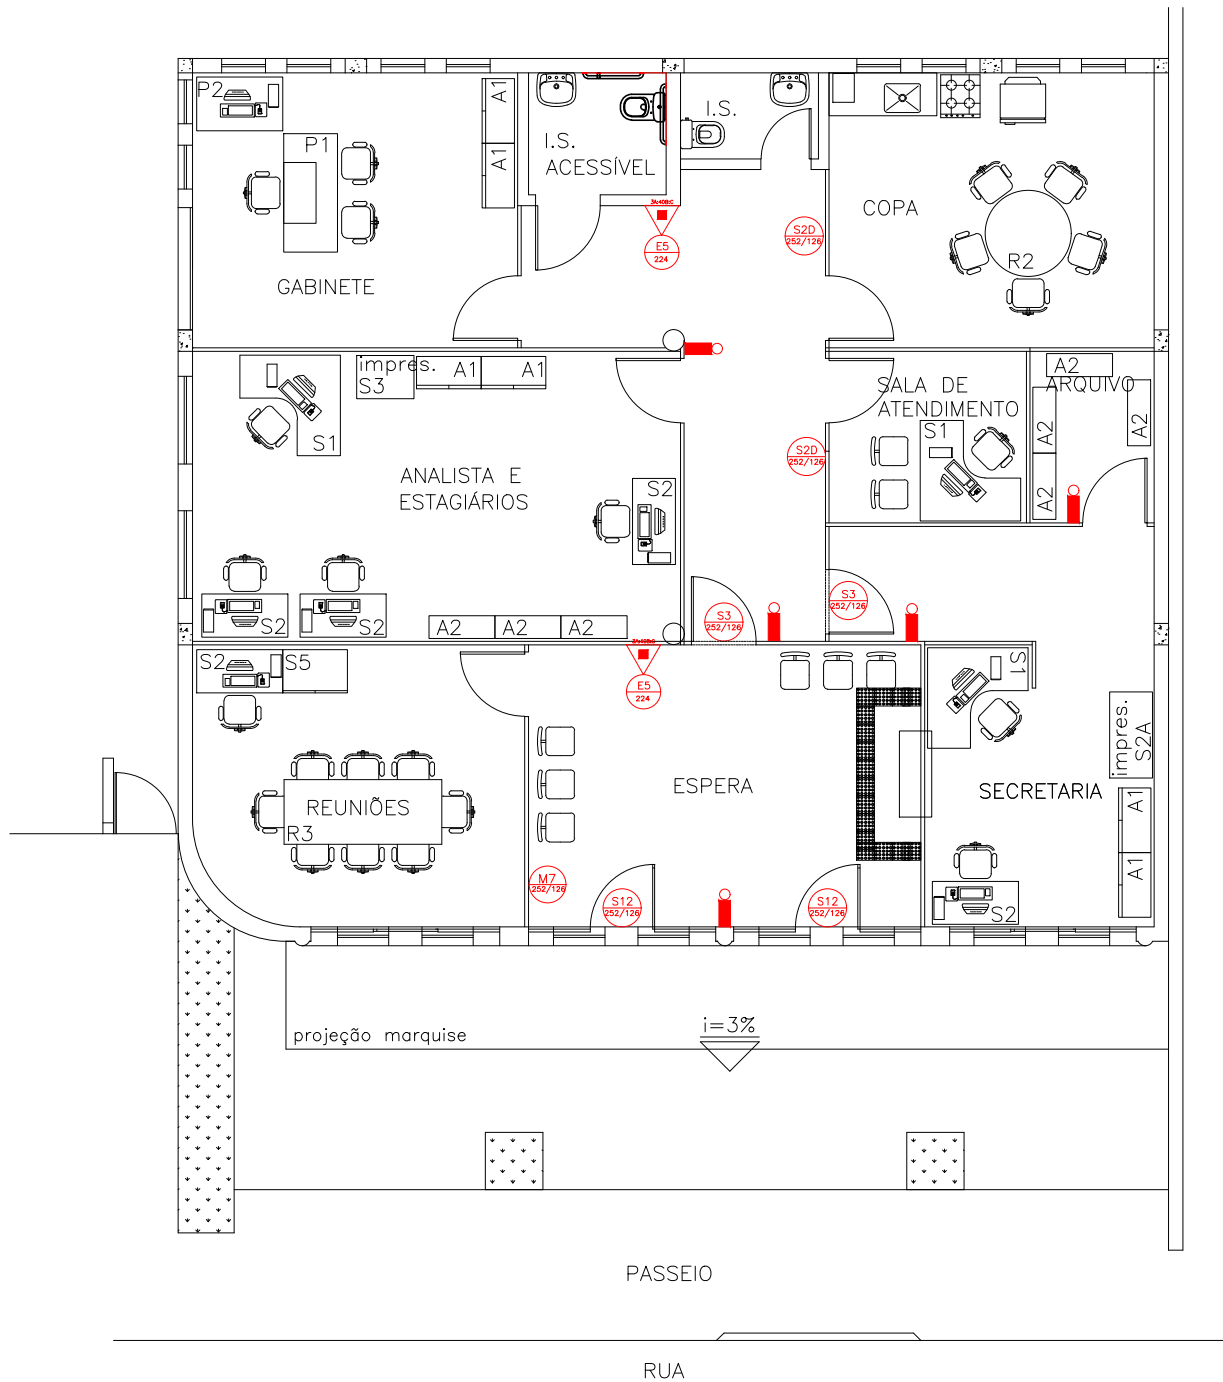 P2
P1
A1
A1
GABINETE
I.S.
ACESSÍVEL
I.S.
COPA
R2
E5
224
S2D
252/126
impres.
S3
A1
A1
S1
ANALISTA E
ESTAGIÁRIOS
S2
S2
S2
A2
A2
A2
SALA DE
ATENDIMENTO
S1
A2
ARQUIVO
A2
A2
A2
S2D
252/126
S3
252/126
S3
252/126
E5
224
S2
S5
REUNIÕES
R3
ESPERA
M7
252/126
S12
252/126
S12
252/126
S1
impres.
S2A
SECRETARIA
A1
A1
S2
projeção marquise
i=3%
PASSEIO
RUA